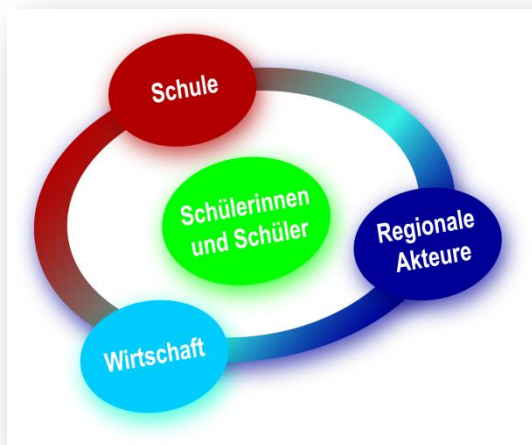 Schule
Schülerinnen
und Schüler
Regionale
Akteure
Wirtschaft